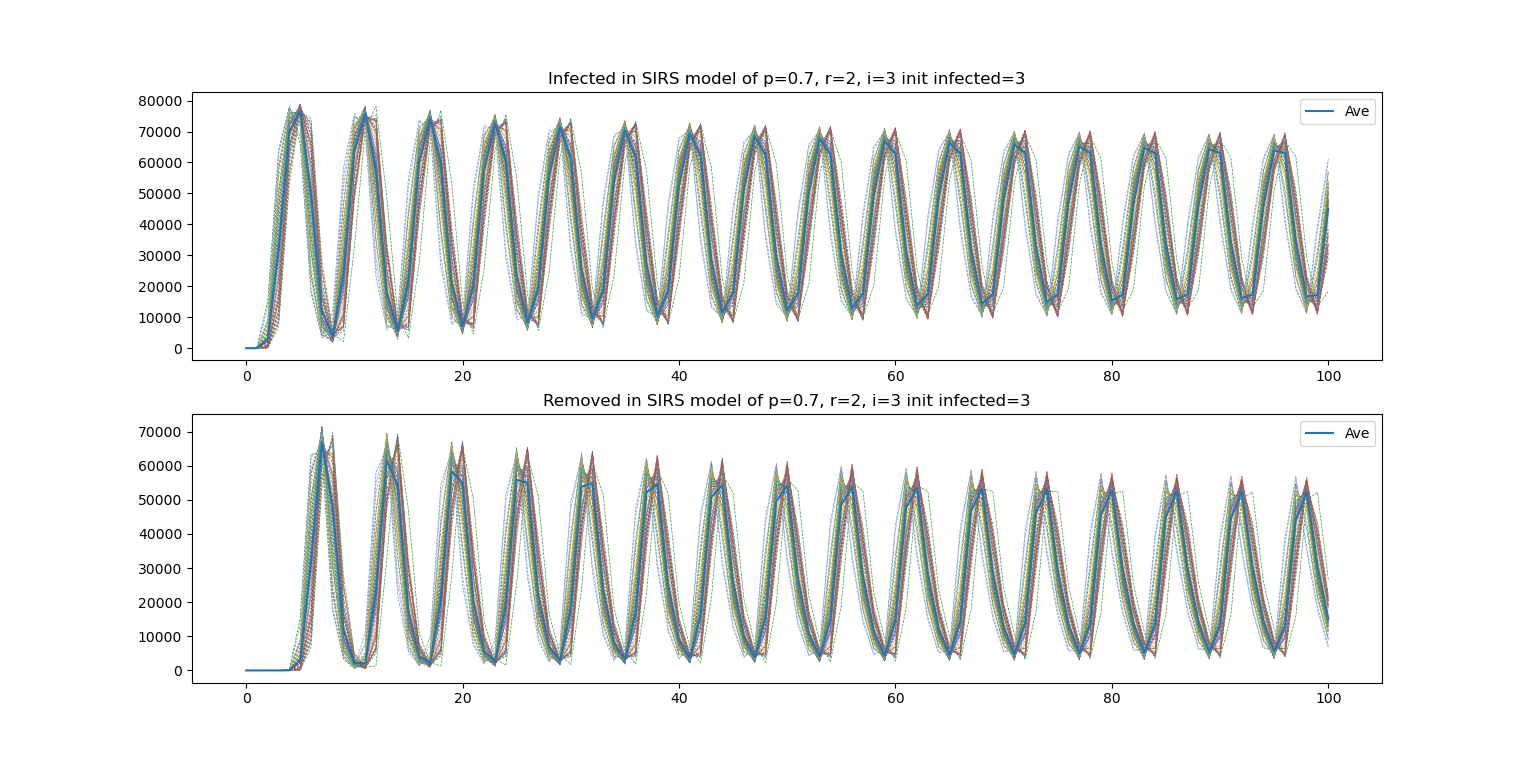 Infected in SIRS model of p=0.7, r=2, i=3 init infected=3
80000
70000
60000
50000
40000
30000
20000
10000
0
Ave
0 20 40 60 80 100
Removed in SIRS model of p=0.7, r=2, i=3 init infected=3
70000
60000
50000
40000
30000
20000
10000
0
Ave
0 20 40 60 80 100